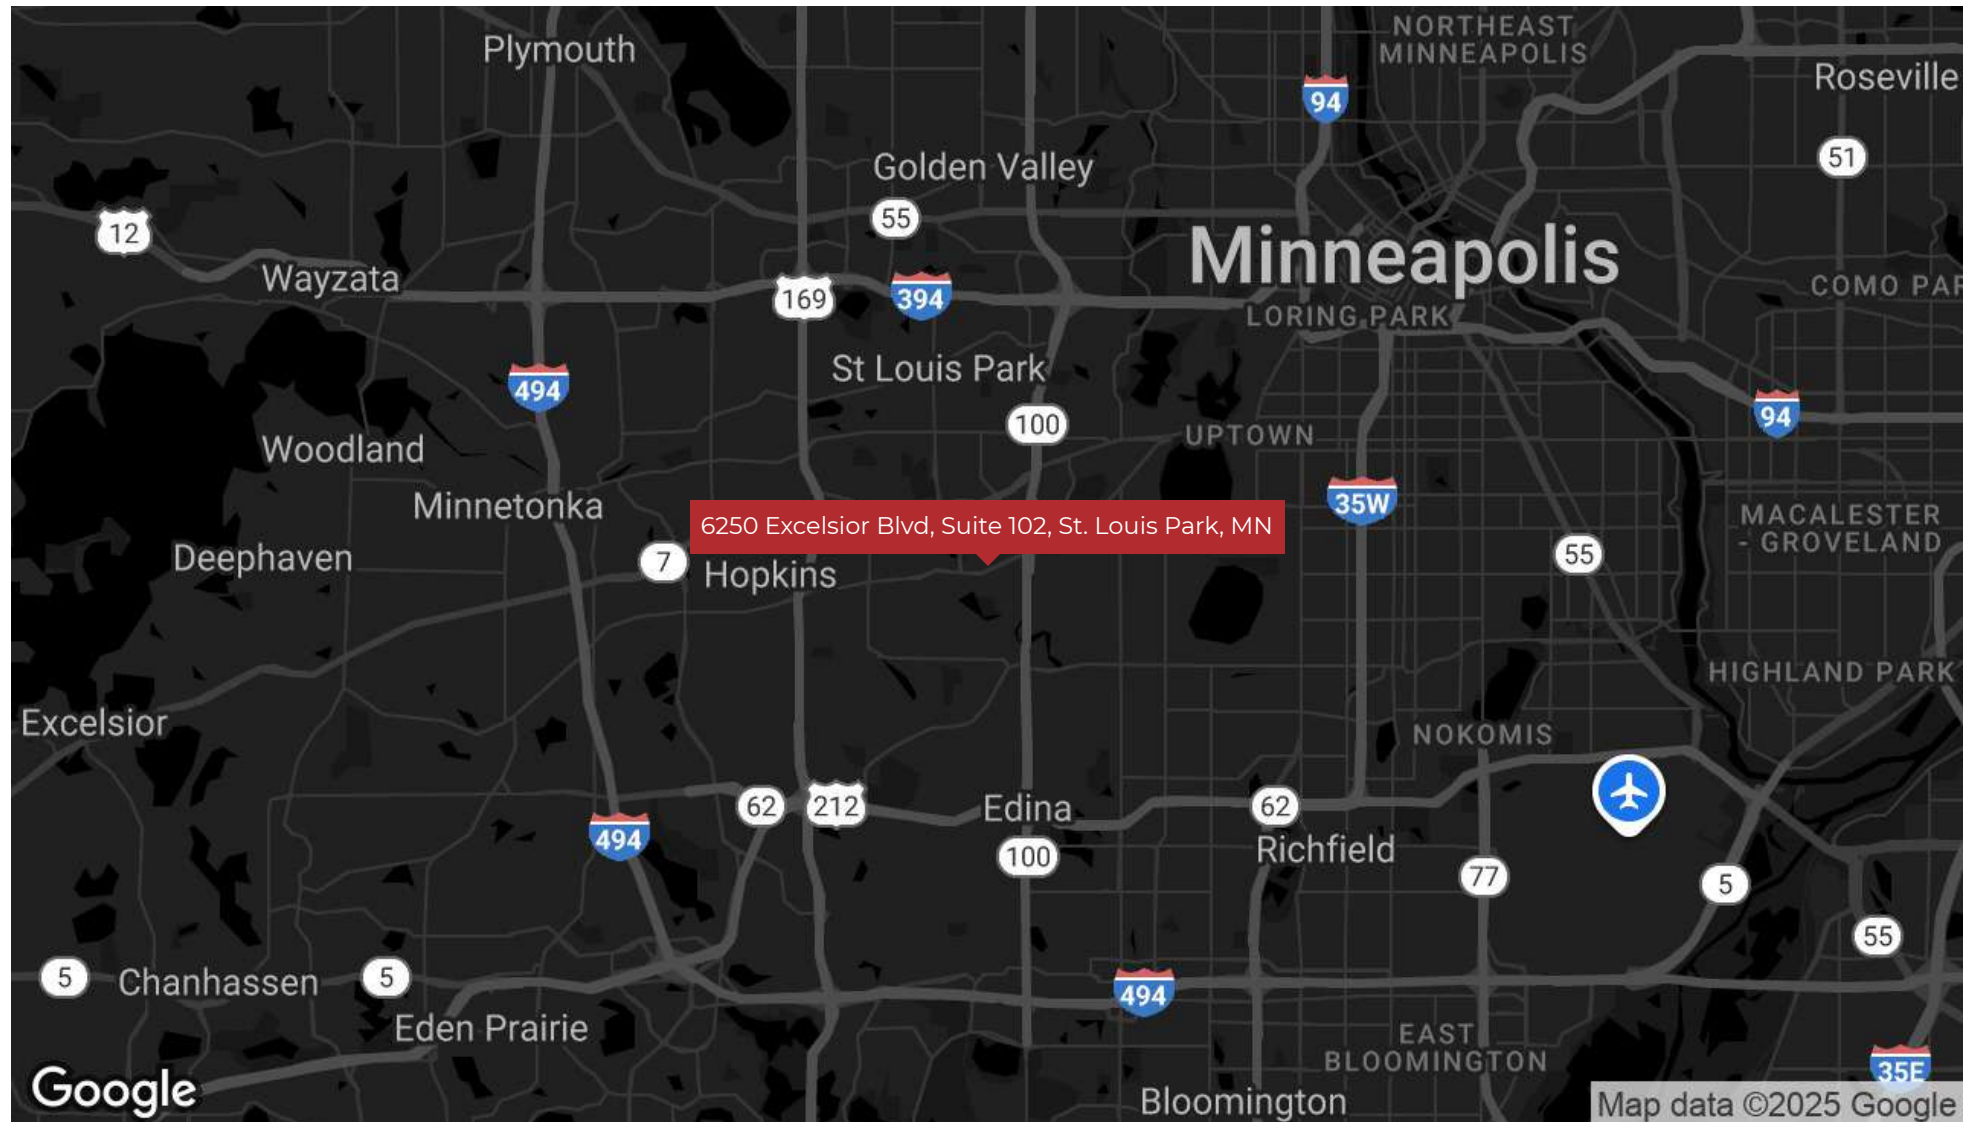 NORTHEAST
MINNEAPOLIS
Plymouth
Roseville
94
51
Golden Valley
55
12
Minneapolis
Wayzata
169
394
COMO PAR
LORING PARK
St Louis Park
494
94
100
UPTOWN
Woodland
Minnetonka
35W
6250 Excelsior Blvd, Suite 102, St. Louis Park, MN
MACALESTER
- GROVELAND
Deephaven
7
Hopkins
55
HIGHLAND PARK
Excelsior
NOKOMIS
62
212
Edina
62
494
100
Richfield
77
5
55
5
Chanhassen
5
494
Eden Prairie
EAST
BLOOMINGTON
35E
Google
Bloomington
Map data ©2025 Google